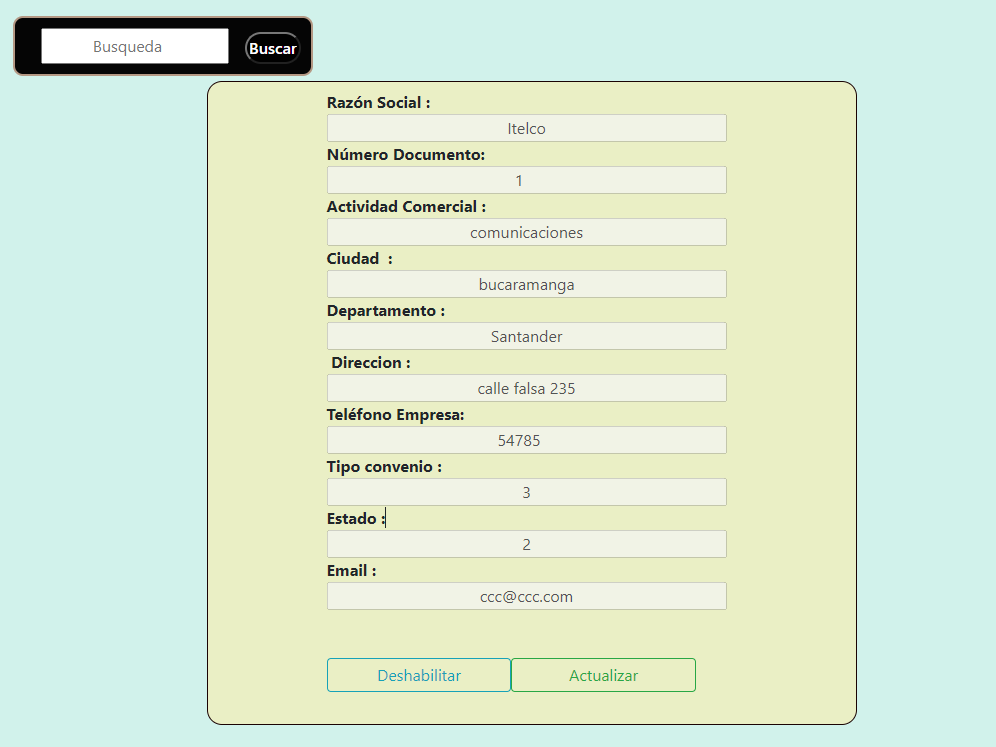 Busqueda Buscar
Razón Social :
Itelco
Número Documento:
1
Actividad Comercial :
comunicaciones
Ciudad :
bucaramanga
Departamento :
Santander
Direccion :
calle falsa 235
Teléfono Empresa:
54785
Tipo convenio :
3
Estado :
2
Email :
ccc@ccc.com
Deshabilitar Actualizar